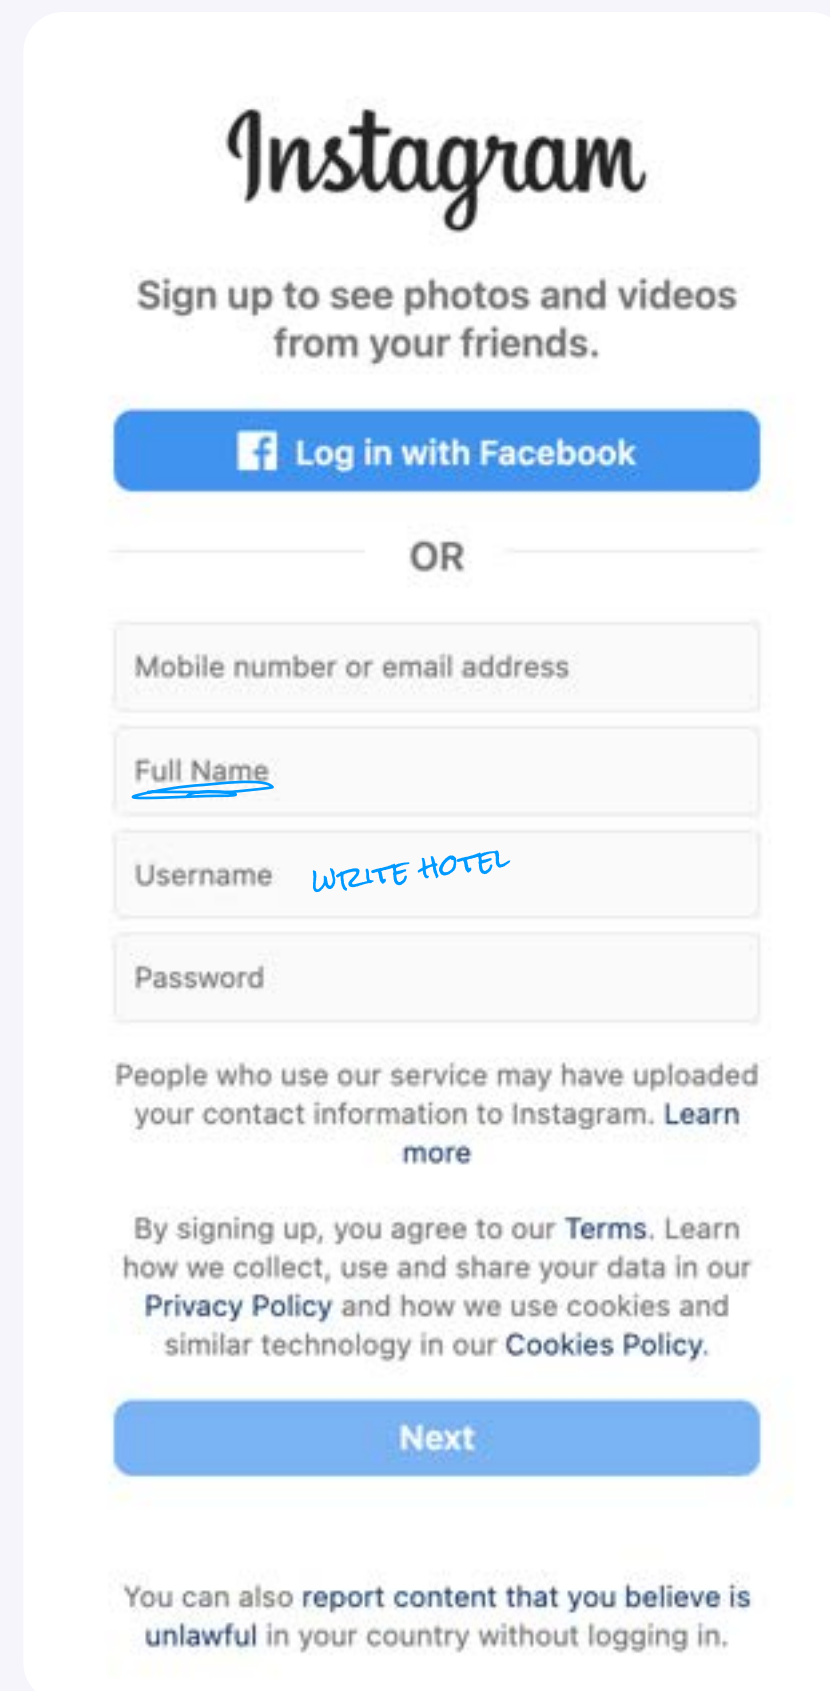 Instagram
Sign up to see photos and videos
from your friends.
Log in with Facebook
OR
Mobile number or email address
Full Name
Username WRITE HOTEL
Password
People who use our service may have uploaded
your contact information to Instagram. Learn
more
By signing up, you agree to our Terms. Learn
how we collect, use and share your data in our
Privacy Policy and how we use cookies and
similar technology in our Cookies Policy.
Next
You can also report content that you believe is
unlawful in your country without logging in.